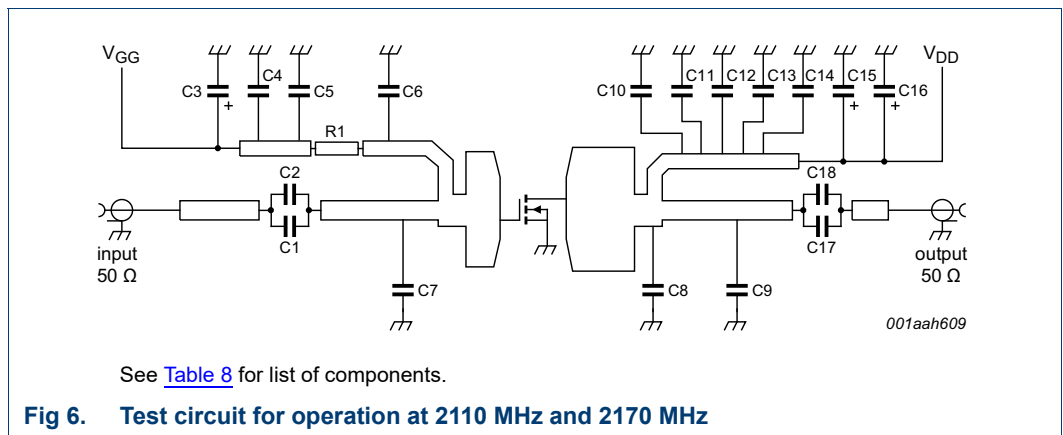 VGG
VDD
C3
+
C4
C5
C6
C10
C11
C12
C13
C14
C15
+
C16
+
R1
C2
C1
C18
C17
input
50 Ω
output
50 Ω
C7
C8
C9
001aah609
See Table 8 for list of components.
Fig 6. Test circuit for operation at 2110 MHz and 2170 MHz